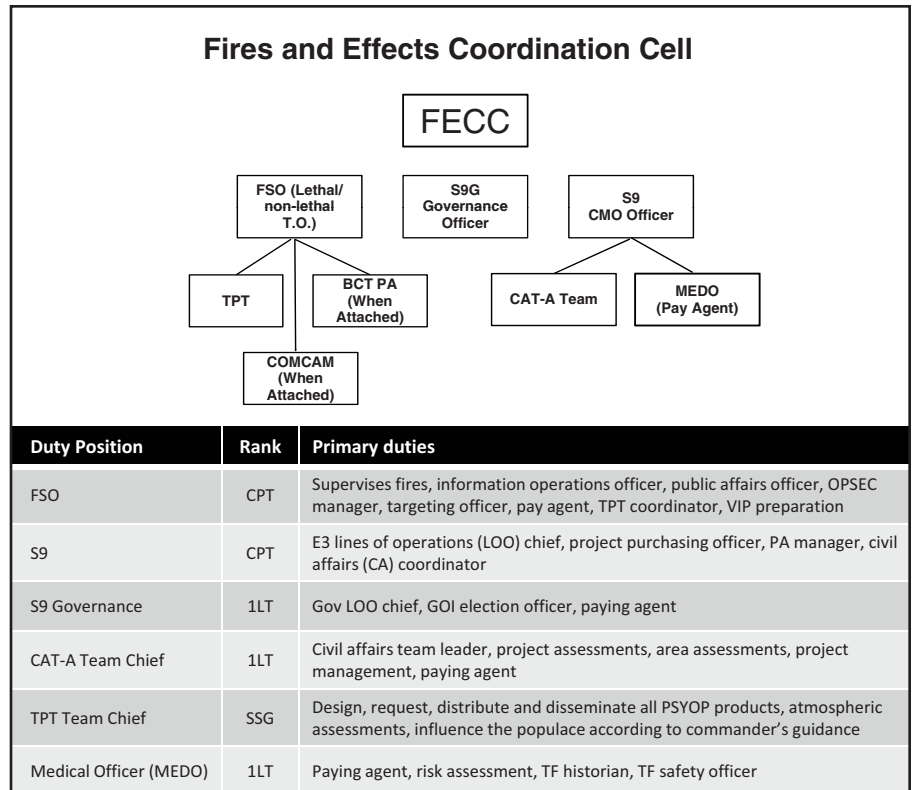 Fires and Effects Coordination Cell
FECC
FSO (Lethal/
non-lethal
T.O.)
S9G
Governance
Officer
S9
CMO Officer
TPT
BCT PA
(When
Attached)
CAT-A Team
MEDO
(Pay Agent)
COMCAM
(When
Attached)
Duty Position Rank Primary duties
FSO CPT Supervises fires, information operations officer, public affairs officer, OPSEC
manager, targeting officer, pay agent, TPT coordinator, VIP preparation
S9 CPT E3 lines of operations (LOO) chief, project purchasing officer, PA manager, civil
affairs (CA) coordinator
S9 Governance 1LT Gov LOO chief, GOI election officer, paying agent
CAT-A Team Chief 1LT Civil affairs team leader, project assessments, area assessments, project
management, paying agent
TPT Team Chief SSG Design, request, distribute and disseminate all PSYOP products, atmospheric
assessments, influence the populace according to commander’s guidance
Medical Officer (MEDO) 1LT Paying agent, risk assessment, TF historian, TF safety officer